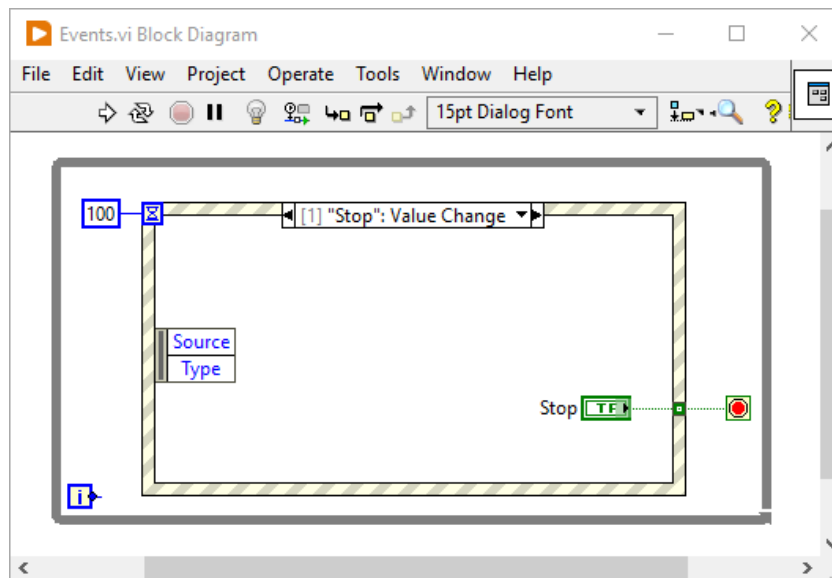 Events.vi Block Diagram
File Edit View Project Operate Tools Window Help
15pt Dialog Font
100
[1] "Stop": Value Change
Source
Type
Stop TF
i